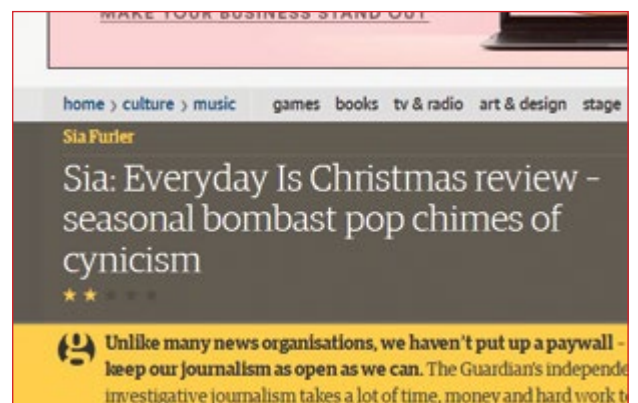 MAKE YOUR BUSINESS STAND OUT
home › culture › music games books tv & radio art & design stage
Sia Furler
Sia: Everyday Is Christmas review –
seasonal bombast pop chimes of
cynicism
Unlike many news organisations, we haven't put up a paywall –
keep our journalism as open as we can. The Guardian's independe
investigative journalism takes a lot of time, money and hard work t